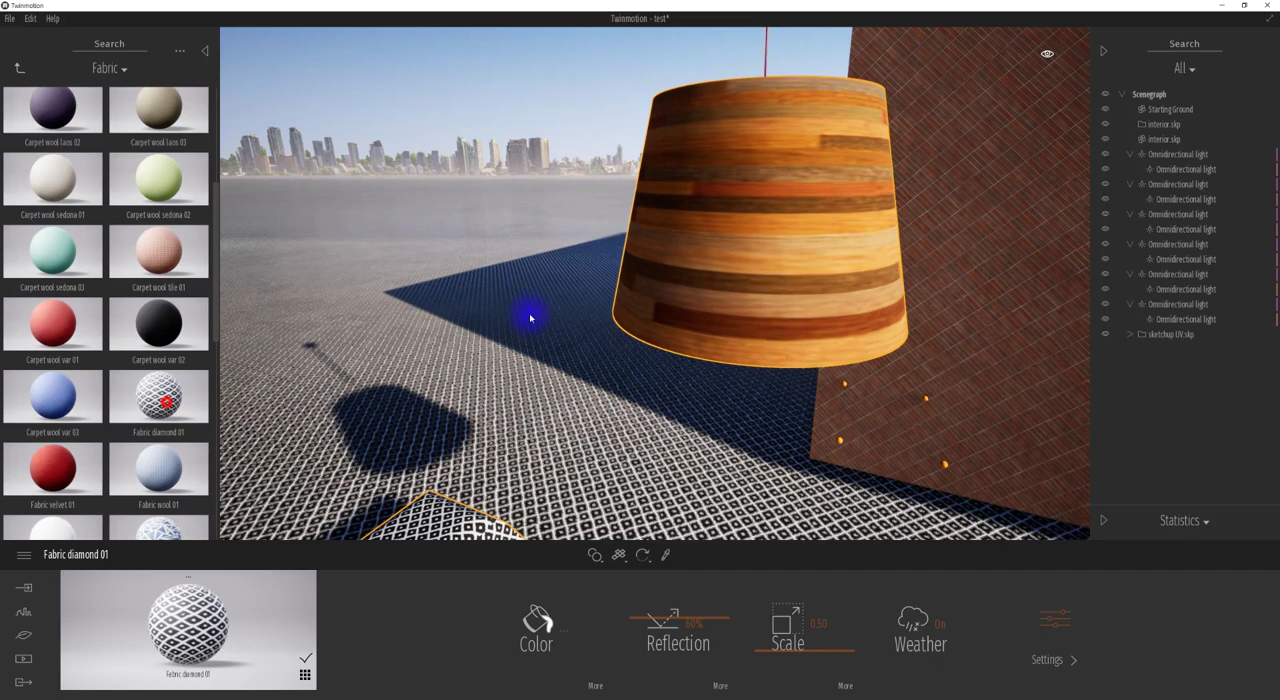 Twinmotion
File Edit Help
Twinmotion - test*
Search
...
Fabric
Carpet wool laos 02
Carpet wool laos 03
Carpet wool sedona 01
Carpet wool sedona 02
Carpet wool sedona 03
Carpet wool tile 01
Carpet wool var 01
Carpet wool var 02
Carpet wool var 03
Fabric diamond 01
Fabric velvet 01
Fabric wool 01
Search
All
Scenegraph
Starting Ground
interior.skp
interior.skp
Omnidirectional light
Omnidirectional light
Omnidirectional light
Omnidirectional light
Omnidirectional light
Omnidirectional light
Omnidirectional light
Omnidirectional light
Omnidirectional light
Omnidirectional light
Omnidirectional light
Omnidirectional light
sketchup UV.skp
Statistics
Fabric diamond 01
...
Fabric diamond 01
Color ...
More
60%
Reflection
More
0.50
Scale
More
On
Weather
Settings